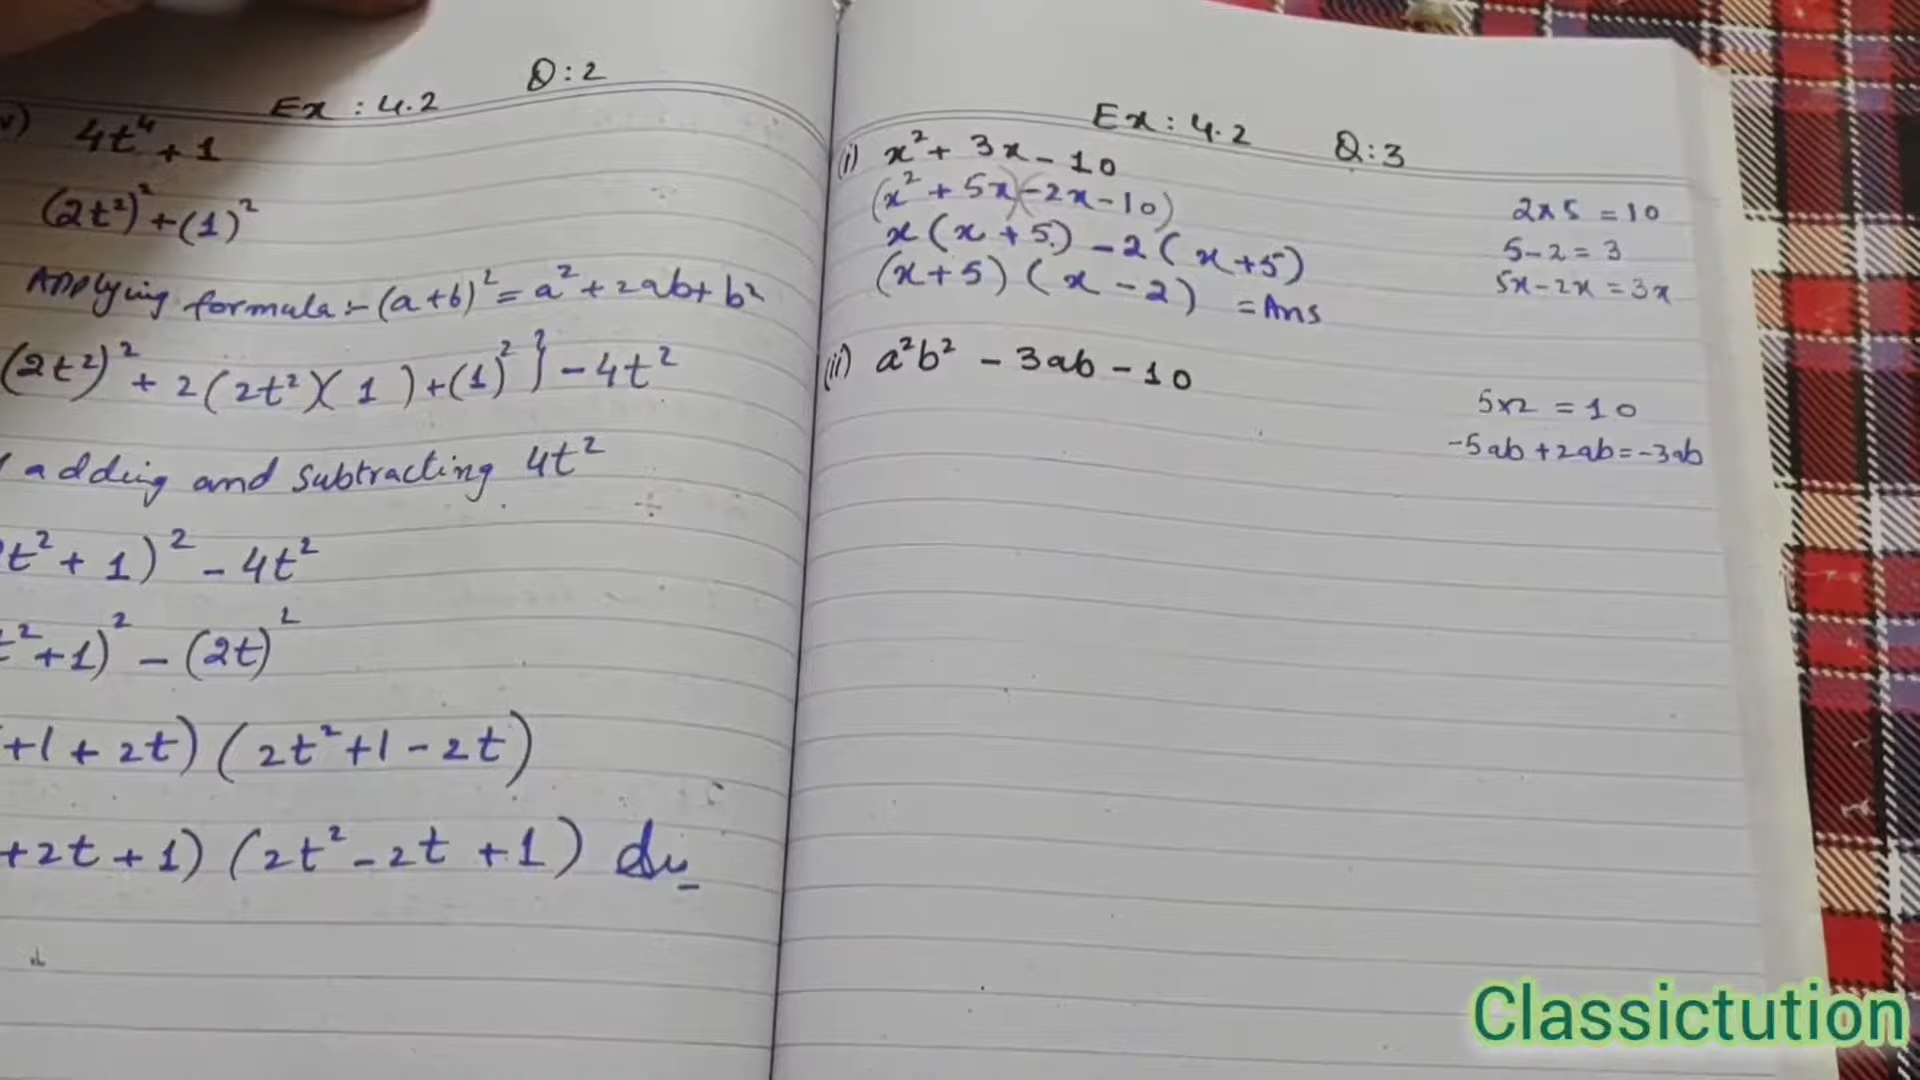 Ex : 4.2 Q:2
v) 4t⁴ + 1
(2t²)² + (1)²
Applying formula :- (a+b)² = a² + 2ab + b²
(2t²)² + 2(2t²)(1) + (1)²} - 4t²
adding and subtracting 4t²
t² + 1)² - 4t²
t² + 1)² - (2t)²
+1 + 2t) (2t² + 1 - 2t)
+2t + 1) (2t² - 2t + 1)
Ex : 4.2 Q:3
(i) x² + 3x - 10
(x² + 5x)(-2x - 10)
x(x + 5) - 2(x + 5)
(x + 5) (x - 2) = Ans
2x5 = 10
5-2 = 3
5x - 2x = 3x
(ii) a²b² - 3ab - 10
5x2 = 10
-5ab + 2ab = -3ab
Classictution